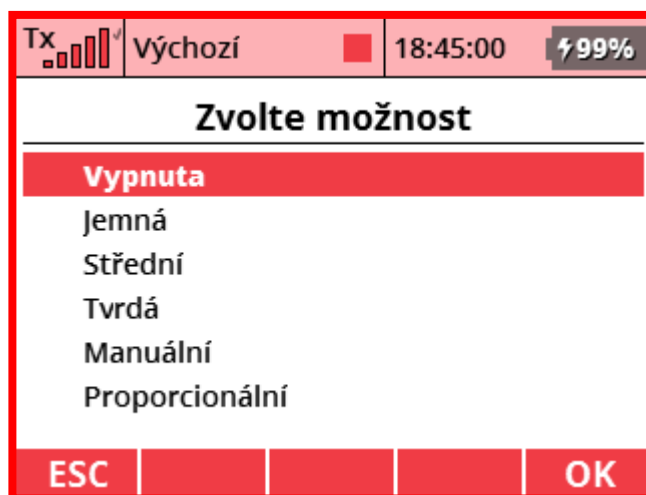 Tx Výchozí 18:45:00 99%
Zvolte možnost
Vypnuta
Jemná
Střední
Tvrdá
Manuální
Proporcionální
ESC OK